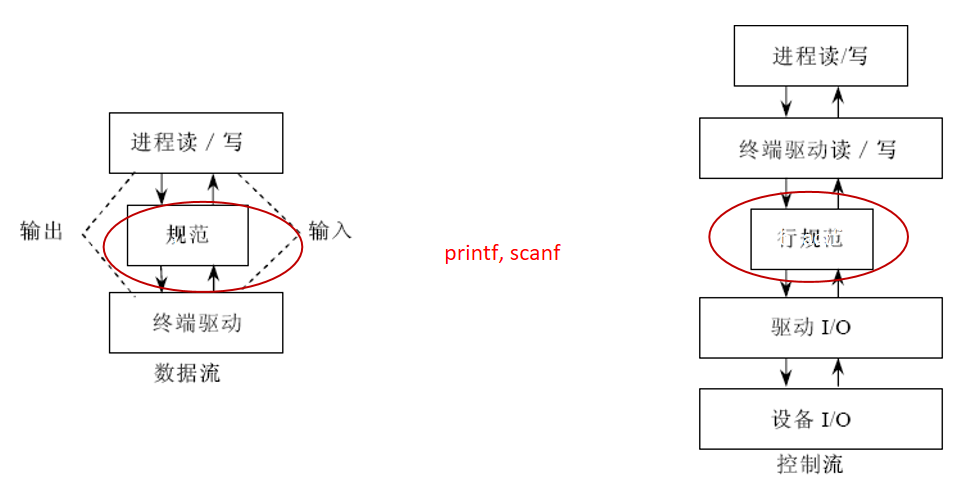 进程读 / 写
输出
规范
输入
终端驱动
数据流
printf, scanf
进程读/写
终端驱动读 / 写
行规范
驱动 I/O
设备 I/O
控制流